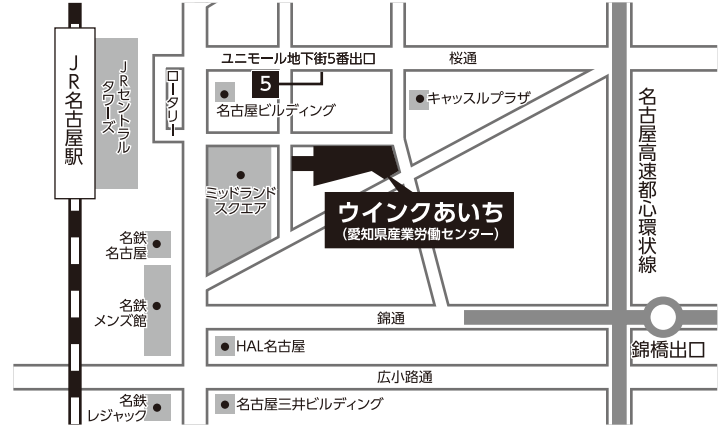 ユニモール地下街5番出口
桜通
5
JR名古屋駅
JRセントラル
タワーズ
ロータリー
名古屋ビルディング
キャッスルプラザ
名古屋高速都心環状線
ミッドランド
スクエア
ウインクあいち
(愛知県産業労働センター)
名鉄
名古屋
名鉄
メンズ館
錦通
錦橋出口
HAL名古屋
広小路通
名鉄
レジャック
名古屋三井ビルディング